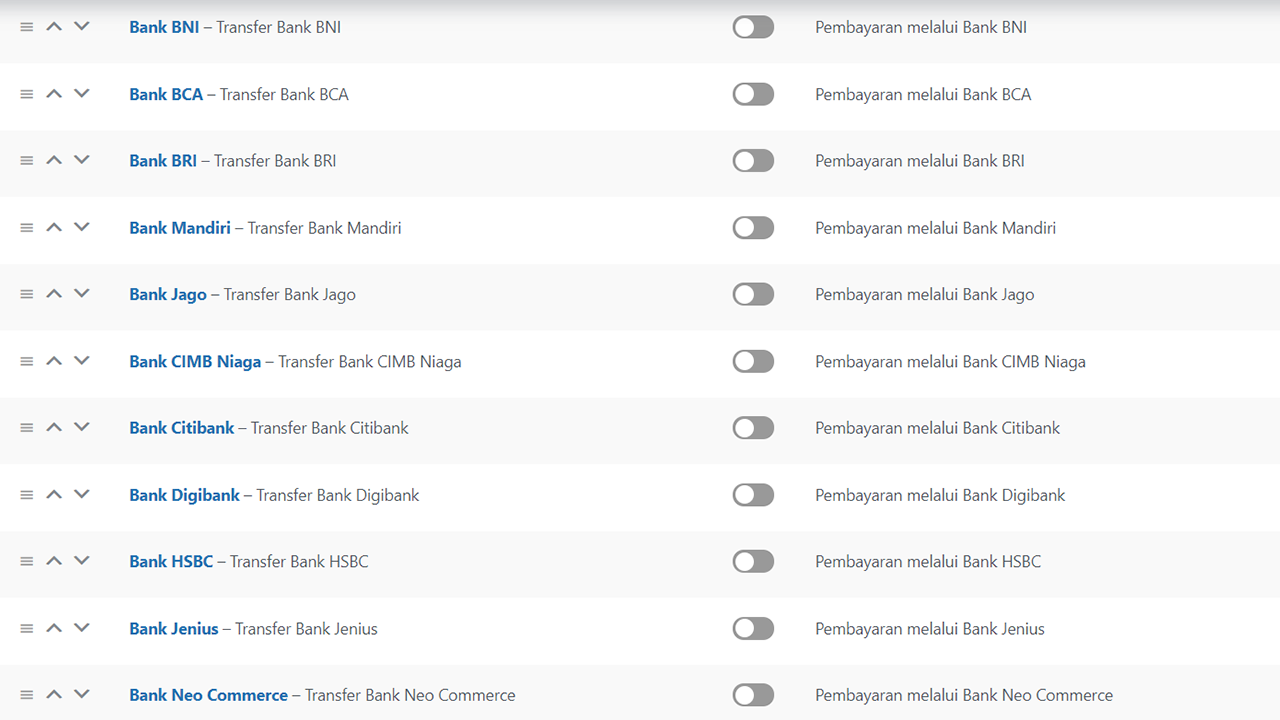 Bank BNI – Transfer Bank BNI Pembayaran melalui Bank BNI
Bank BCA – Transfer Bank BCA Pembayaran melalui Bank BCA
Bank BRI – Transfer Bank BRI Pembayaran melalui Bank BRI
Bank Mandiri – Transfer Bank Mandiri Pembayaran melalui Bank Mandiri
Bank Jago – Transfer Bank Jago Pembayaran melalui Bank Jago
Bank CIMB Niaga – Transfer Bank CIMB Niaga Pembayaran melalui Bank CIMB Niaga
Bank Citibank – Transfer Bank Citibank Pembayaran melalui Bank Citibank
Bank Digibank – Transfer Bank Digibank Pembayaran melalui Bank Digibank
Bank HSBC – Transfer Bank HSBC Pembayaran melalui Bank HSBC
Bank Jenius – Transfer Bank Jenius Pembayaran melalui Bank Jenius
Bank Neo Commerce – Transfer Bank Neo Commerce Pembayaran melalui Bank Neo Commerce